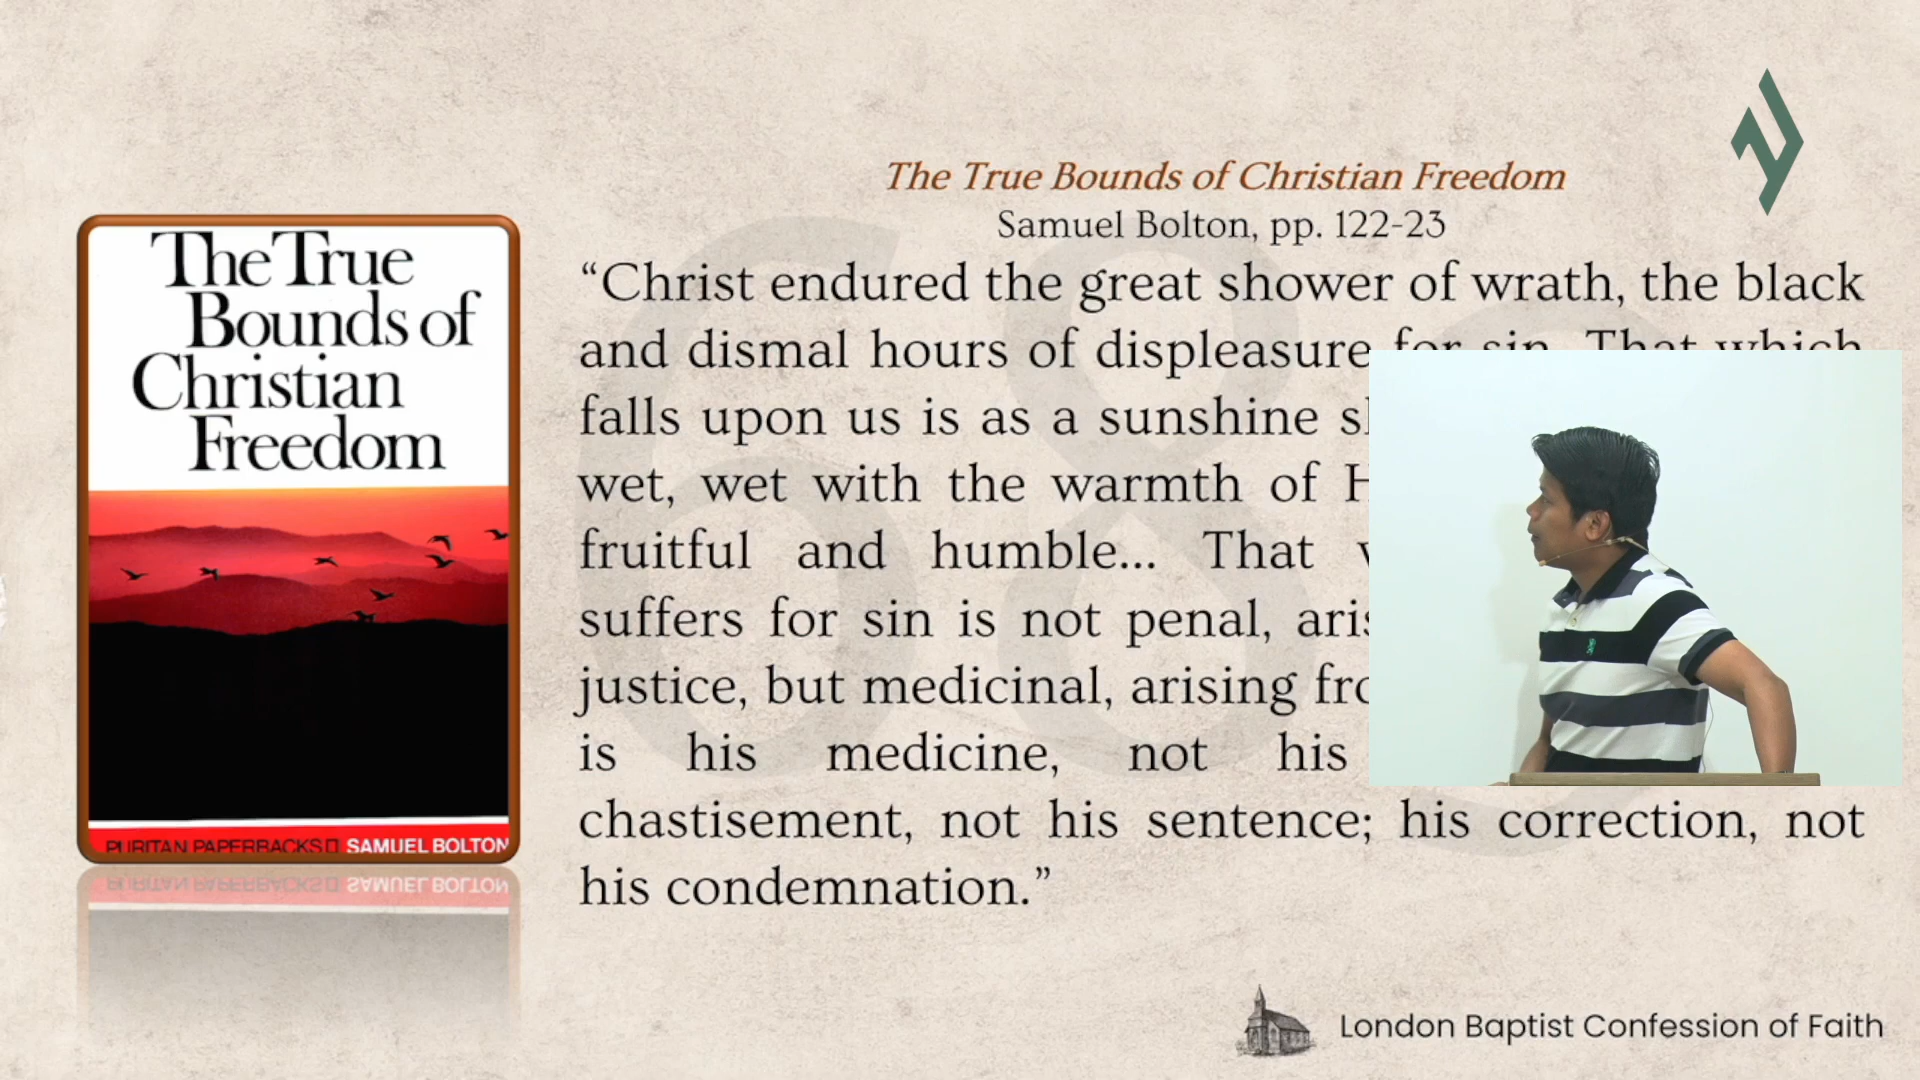 The True
Bounds of
Christian
Freedom
PURITAN PAPERBACKS SAMUEL BOLTON
The True Bounds of Christian Freedom
Samuel Bolton, pp. 122-23
“Christ endured the great shower of wrath, the black
and dismal hours of displeasure for sin. That which
falls upon us is as a sunshine
wet, wet with the warmth of
fruitful and humble... That
suffers for sin is not penal,
justice, but medicinal, arising
is his medicine, not his
chastisement, not his sentence; his correction, not
his condemnation.”
London Baptist Confession of Faith